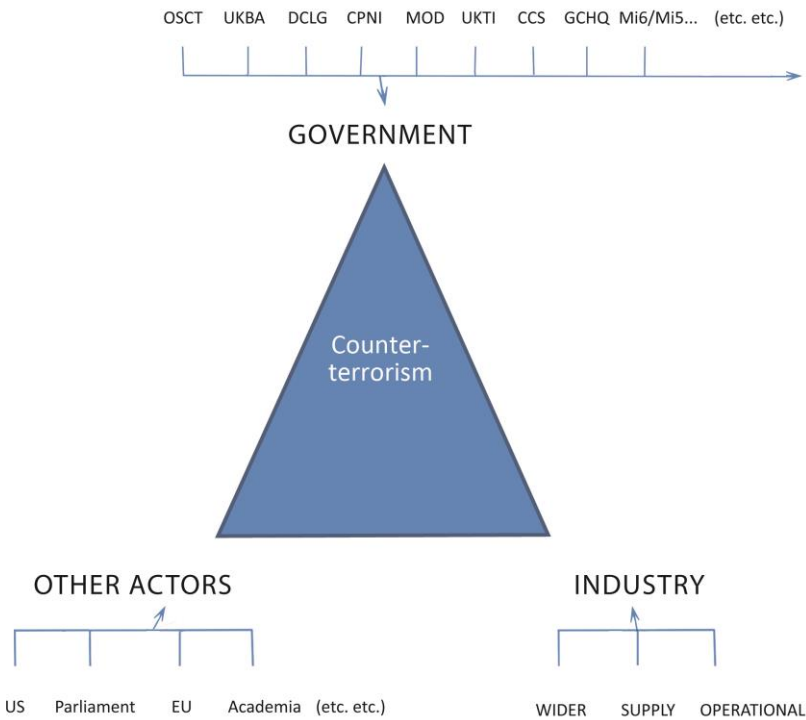 OSCT UKBA DCLG CPNI MOD UKTI CCS GCHQ Mi6/Mi5... (etc. etc.)
GOVERNMENT
Counter-
terrorism
OTHER ACTORS
INDUSTRY
US Parliament EU Academia (etc. etc.)
WIDER SUPPLY OPERATIONAL